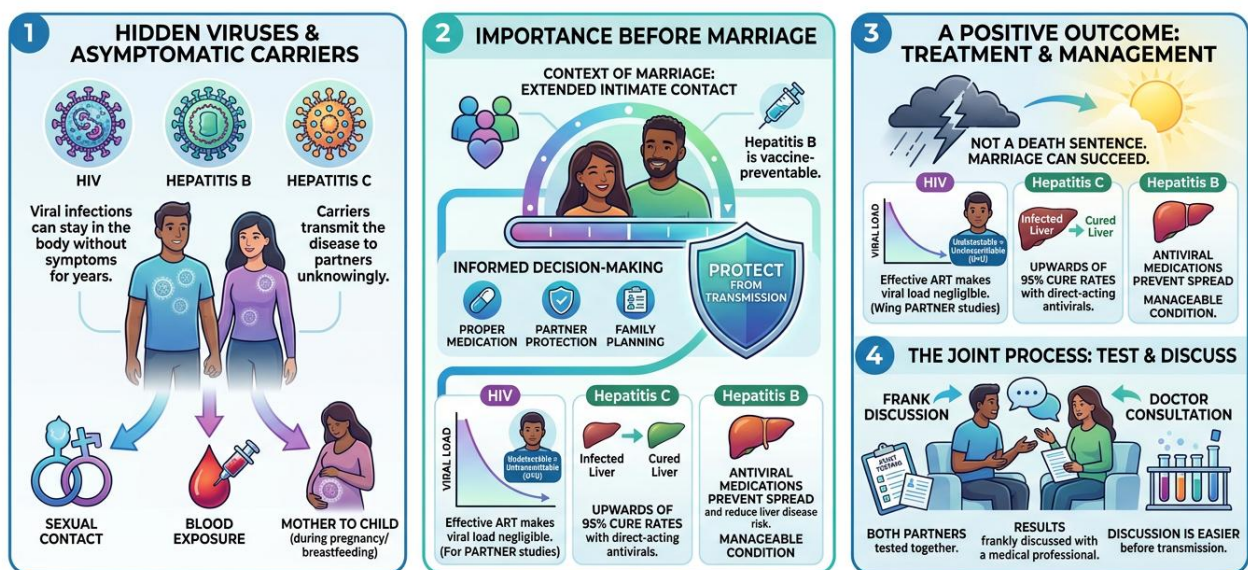 1
HIDDEN VIRUSES &
ASYMPTOMATIC CARRIERS
HIV
HEPATITIS B
HEPATITIS C
Viral infections
can stay in the
body without
symptoms
for years.
Carriers
transmit the
disease to
partners
unknowingly.
SEXUAL
CONTACT
BLOOD
EXPOSURE
MOTHER TO CHILD
(during pregnancy/
breastfeeding)
2
IMPORTANCE BEFORE MARRIAGE
CONTEXT OF MARRIAGE:
EXTENDED INTIMATE CONTACT
Hepatitis B
is vaccine-
preventable.
INFORMED DECISION-MAKING
PROPER
MEDICATION
PARTNER
PROTECTION
FAMILY
PLANNING
PROTECT
FROM
TRANSMISSION
HIV
VIRAL LOAD
Untransmittable
(U=U)
Effective ART makes
viral load negligible.
(For PARTNER studies)
Hepatitis C
Infected
Liver
Cured
Liver
UPWARDS OF
95% CURE RATES
with direct-acting
antivirals.
Hepatitis B
ANTIVIRAL
MEDICATIONS
PREVENT SPREAD
and reduce liver disease
risk.
MANAGEABLE
CONDITION
3
A POSITIVE OUTCOME:
TREATMENT & MANAGEMENT
NOT A DEATH SENTENCE.
MARRIAGE CAN SUCCEED.
HIV
VIRAL LOAD
(U=U)
Effective ART makes
viral load negligible.
(Wing PARTNER studies)
Hepatitis C
Infected
Liver
Cured
Liver
UPWARDS OF
95% CURE RATES
with direct-acting
antivirals.
Hepatitis B
ANTIVIRAL
MEDICATIONS
PREVENT SPREAD
MANAGEABLE
CONDITION.
4
THE JOINT PROCESS: TEST & DISCUSS
FRANK
DISCUSSION
DOCTOR
CONSULTATION
BOTH PARTNERS
tested together.
RESULTS
frankly discussed with
a medical professional.
DISCUSSION IS EASIER
before transmission.